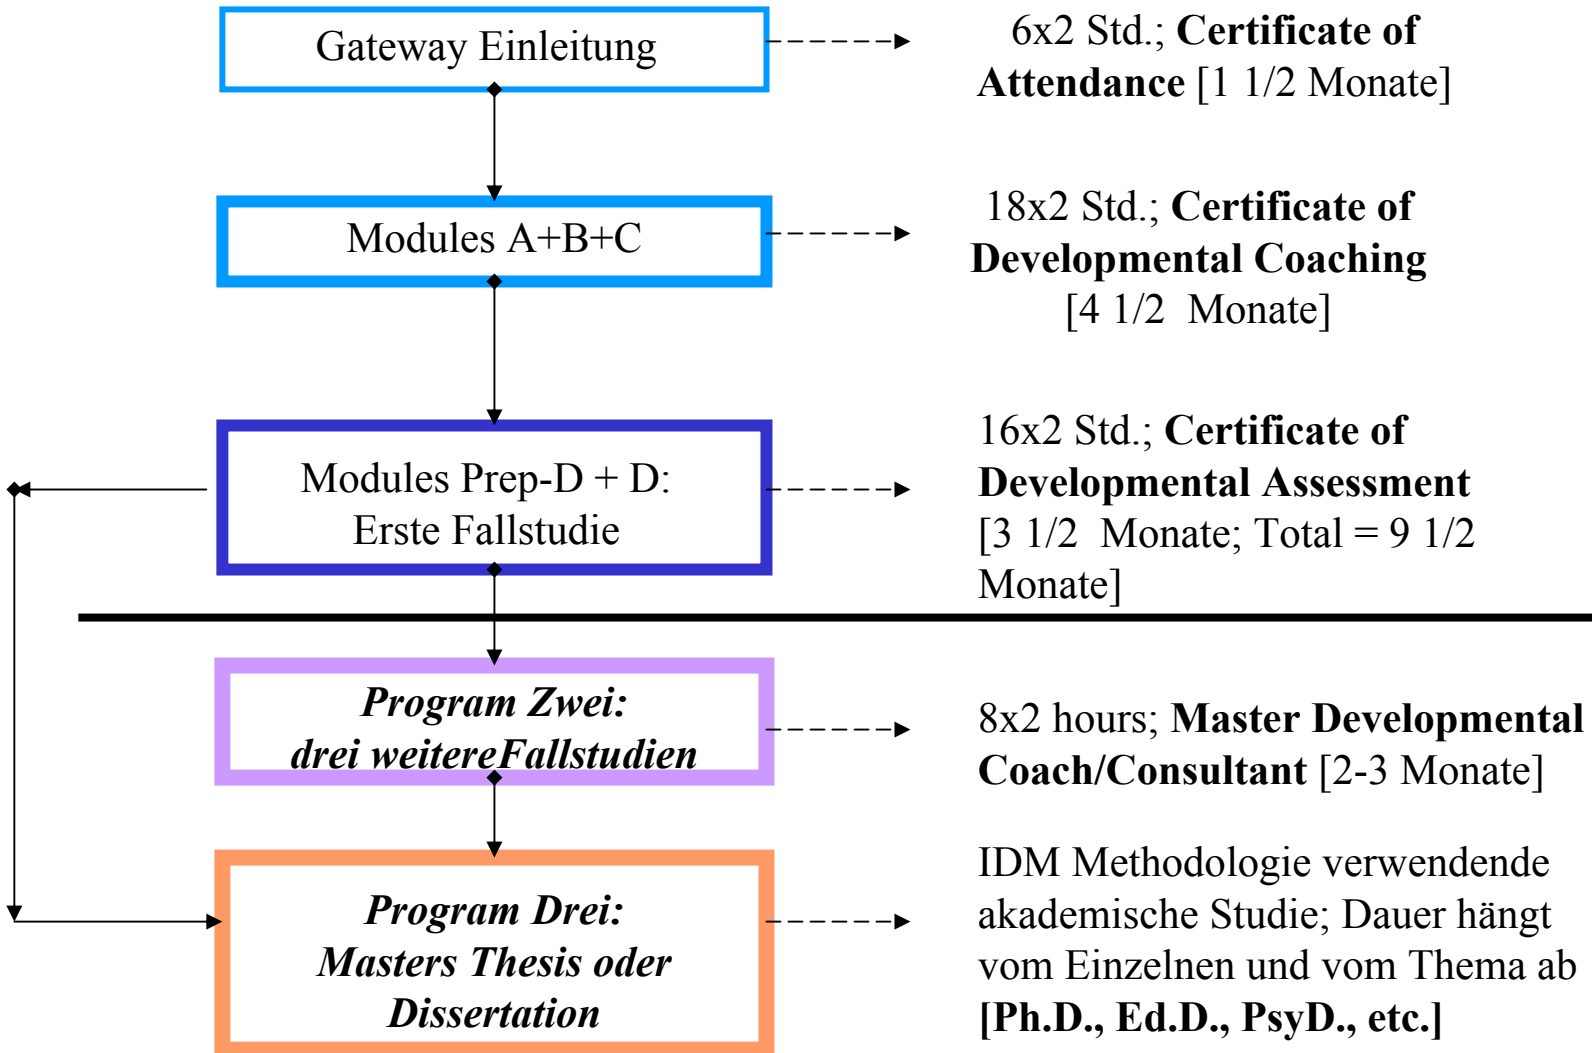 Gateway Einleitung
6x2 Std.; Certificate of
Attendance [1 1/2 Monate]
Modules A+B+C
18x2 Std.; Certificate of
Developmental Coaching
[4 1/2 Monate]
Modules Prep-D + D:
Erste Fallstudie
16x2 Std.; Certificate of
Developmental Assessment
[3 1/2 Monate; Total = 9 1/2
Monate]
Program Zwei:
drei weitereFallstudien
8x2 hours; Master Developmental
Coach/Consultant [2-3 Monate]
Program Drei:
Masters Thesis oder
Dissertation
IDM Methodologie verwendende
akademische Studie; Dauer hängt
vom Einzelnen und vom Thema ab
[Ph.D., Ed.D., PsyD., etc.]